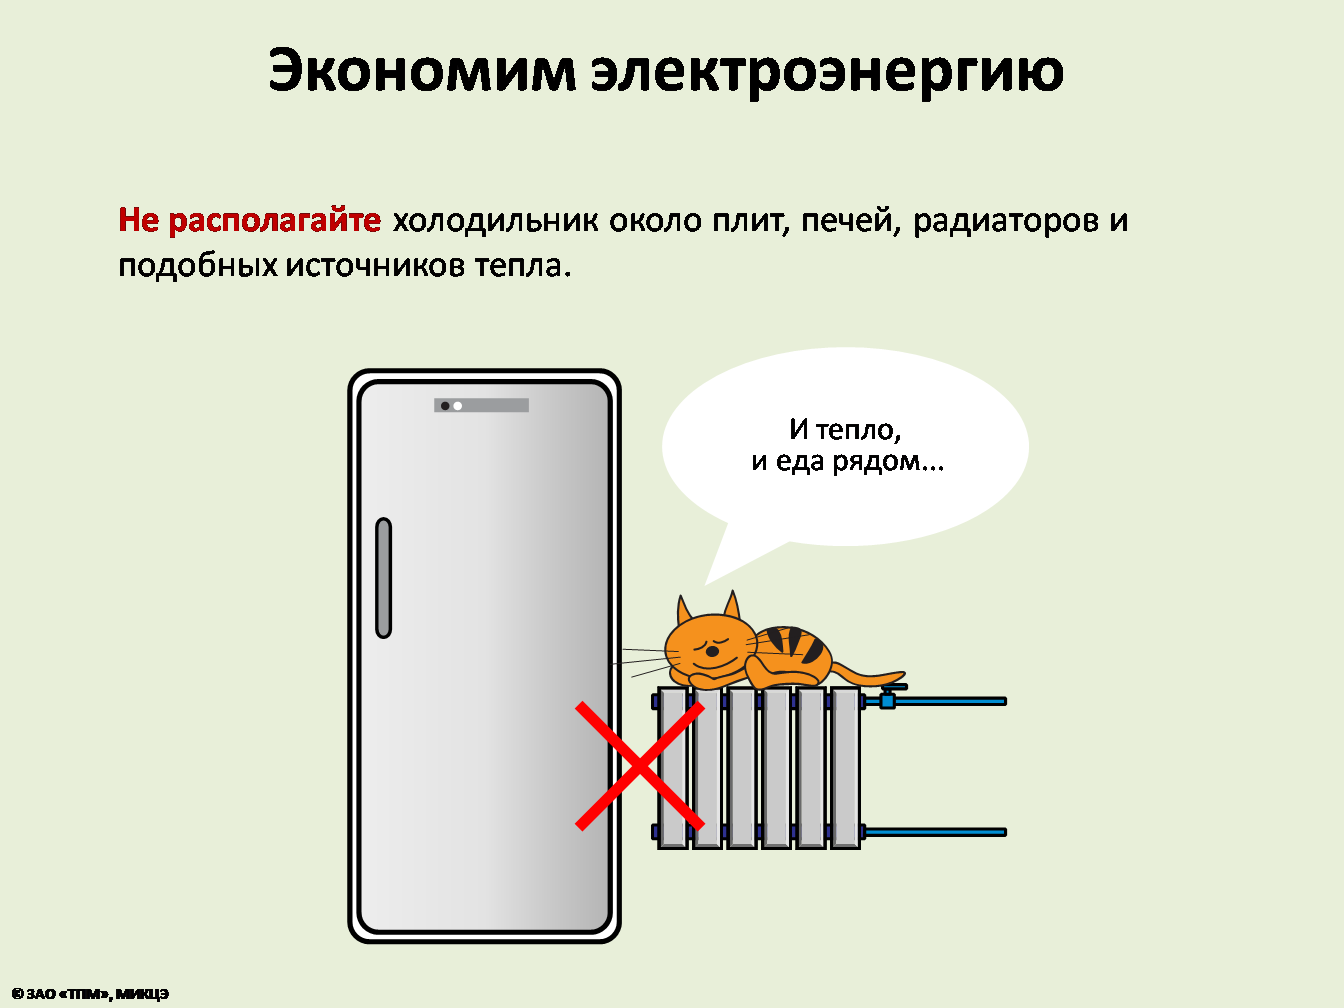 Экономим электроэнергию
Не располагайте холодильник около плит, печей, радиаторов и
подобных источников тепла.
И тепло,
и еда рядом...
© ЗАО «ТПМ», МИКЦЭ